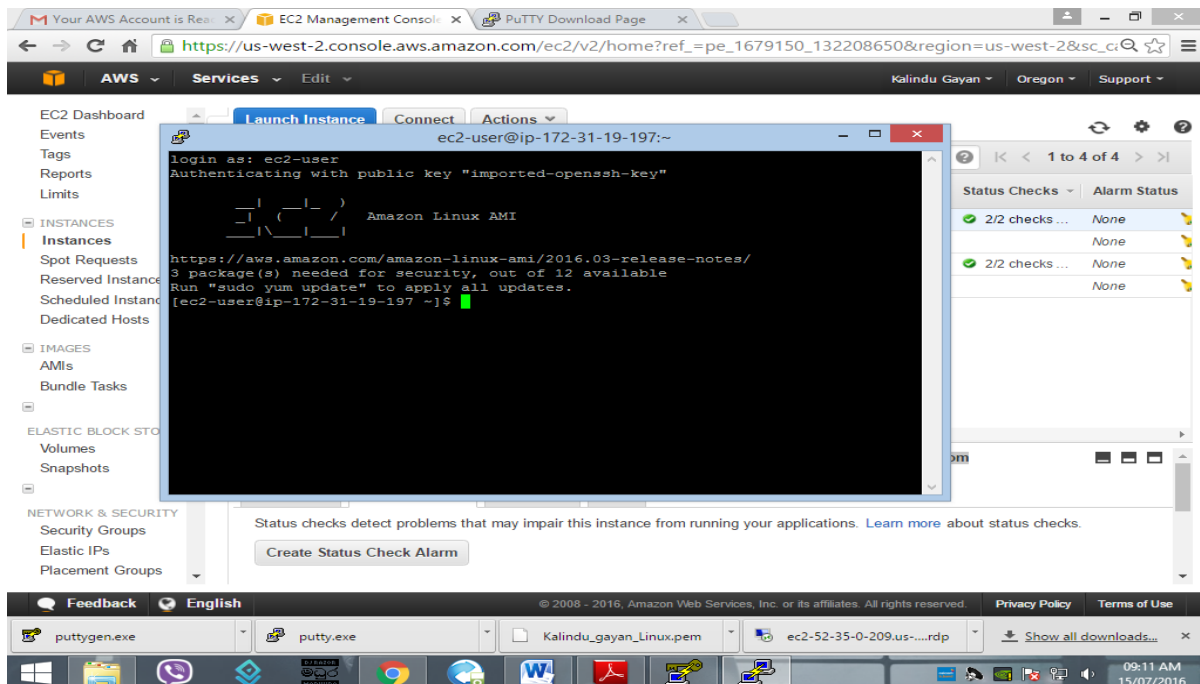 Your AWS Account is Rea
EC2 Management Console
PuTTY Download Page
https://us-west-2.console.aws.amazon.com/ec2/v2/home?ref_=pe_1679150_132208650&region=us-west-2&sc_ca
AWS
Services
Edit
Kalindu Gayan
Oregon
Support
EC2 Dashboard
Events
Tags
Reports
Limits
INSTANCES
Instances
Spot Requests
Reserved Instance
Scheduled Instanc
Dedicated Hosts
IMAGES
AMIs
Bundle Tasks
ELASTIC BLOCK STO
Volumes
Snapshots
NETWORK & SECURITY
Security Groups
Elastic IPs
Placement Groups
Launch Instance
Connect
Actions
1 to 4 of 4
Status Checks
Alarm Status
2/2 checks ...
None
None
2/2 checks ...
None
None
ec2-user@ip-172-31-19-197:~
login as: ec2-user
Authenticating with public key "imported-openssh-key"
Amazon Linux AMI
https://aws.amazon.com/amazon-linux-ami/2016.03-release-notes/
3 package(s) needed for security, out of 12 available
Run "sudo yum update" to apply all updates.
[ec2-user@ip-172-31-19-197 ~]$
om
Status checks detect problems that may impair this instance from running your applications. Learn more about status checks.
Create Status Check Alarm
Feedback
English
© 2008 - 2016, Amazon Web Services, Inc. or its affiliates. All rights reserved.
Privacy Policy
Terms of Use
puttygen.exe
putty.exe
Kalindu_gayan_Linux.pem
ec2-52-35-0-209.us-....rdp
Show all downloads...
09:11 AM
15/07/2016